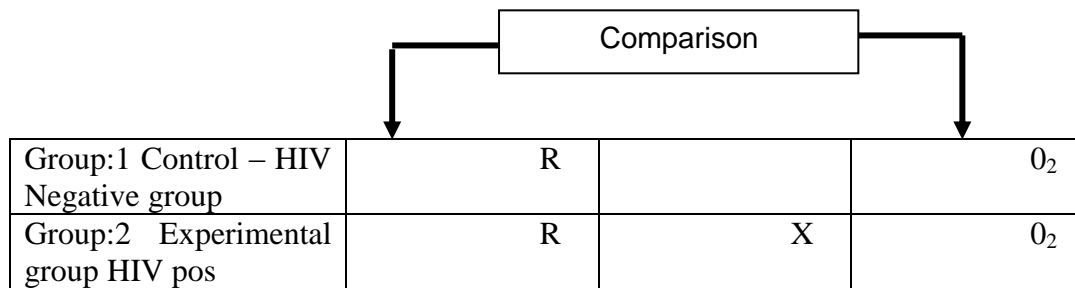 Comparison
Group:1 Control – HIV R 0₂
Negative group
Group:2 Experimental R X 0₂
group HIV pos